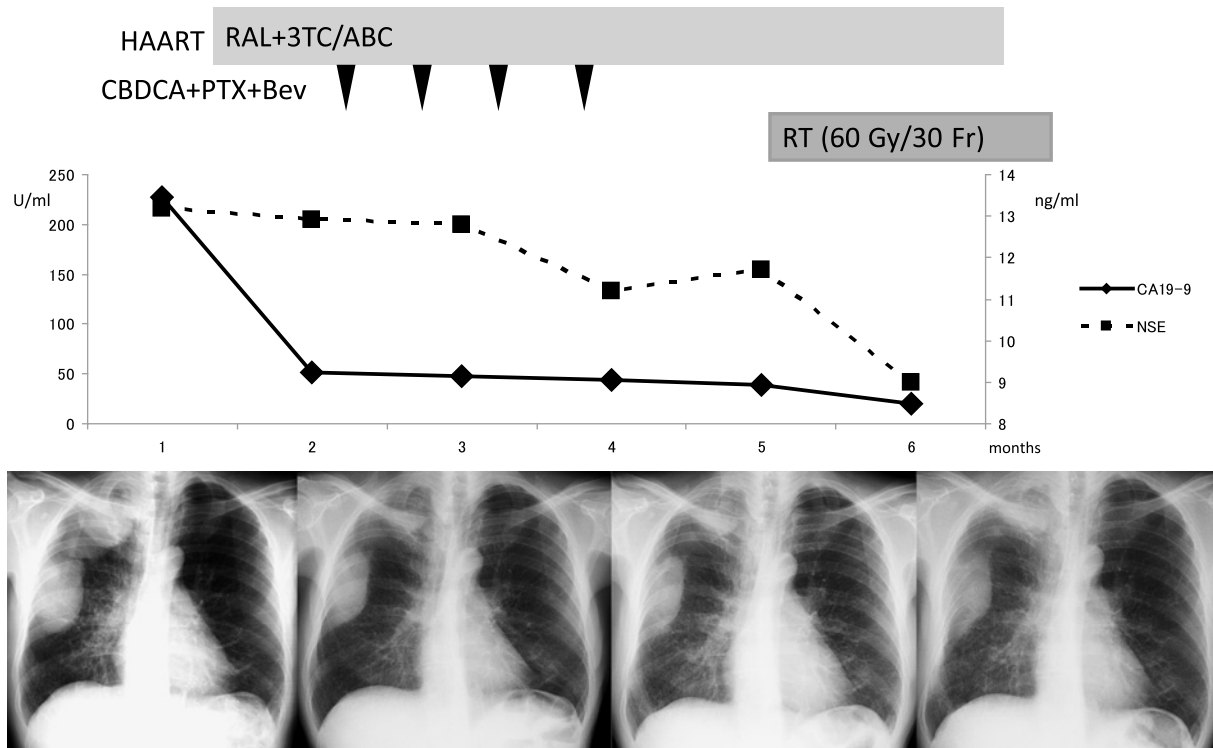 HAART RAL+3TC/ABC
CBDCA+PTX+Bev
RT (60 Gy/30 Fr)
250
U/ml
200
150
100
50
0
14
ng/ml
13
12
11
10
9
8
CA19-9
NSE
1 2 3 4 5 6 months